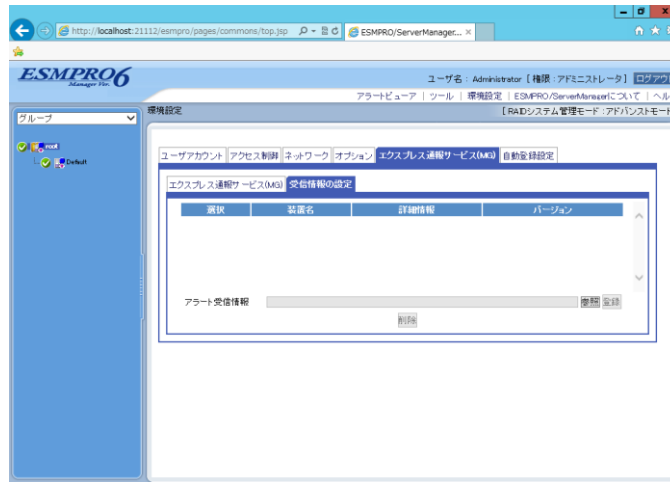 http://localhost:21112/esmpro/pages/commons/top.jsp
ESMPRO/ServerManager... ×
ESMPRO6
Manager Ver.
ユーザ名 : Administrator [ 権限 : アドミニストレータ ] ログアウ
アラートビューア | ツール | 環境設定 | ESMPRO/ServerManagerについて | ヘル
グループ
環境設定
[ RAIDシステム管理モード : アドバンストモード
root
Default
ユーザアカウント アクセス制御 ネットワーク オプション エクスプレス通報サービス(MG) 自動登録設定
エクスプレス通報サービス(MG) 受信情報の設定
選択 装置名 詳細情報 バージョン
アラート受信情報 参照 登録
削除